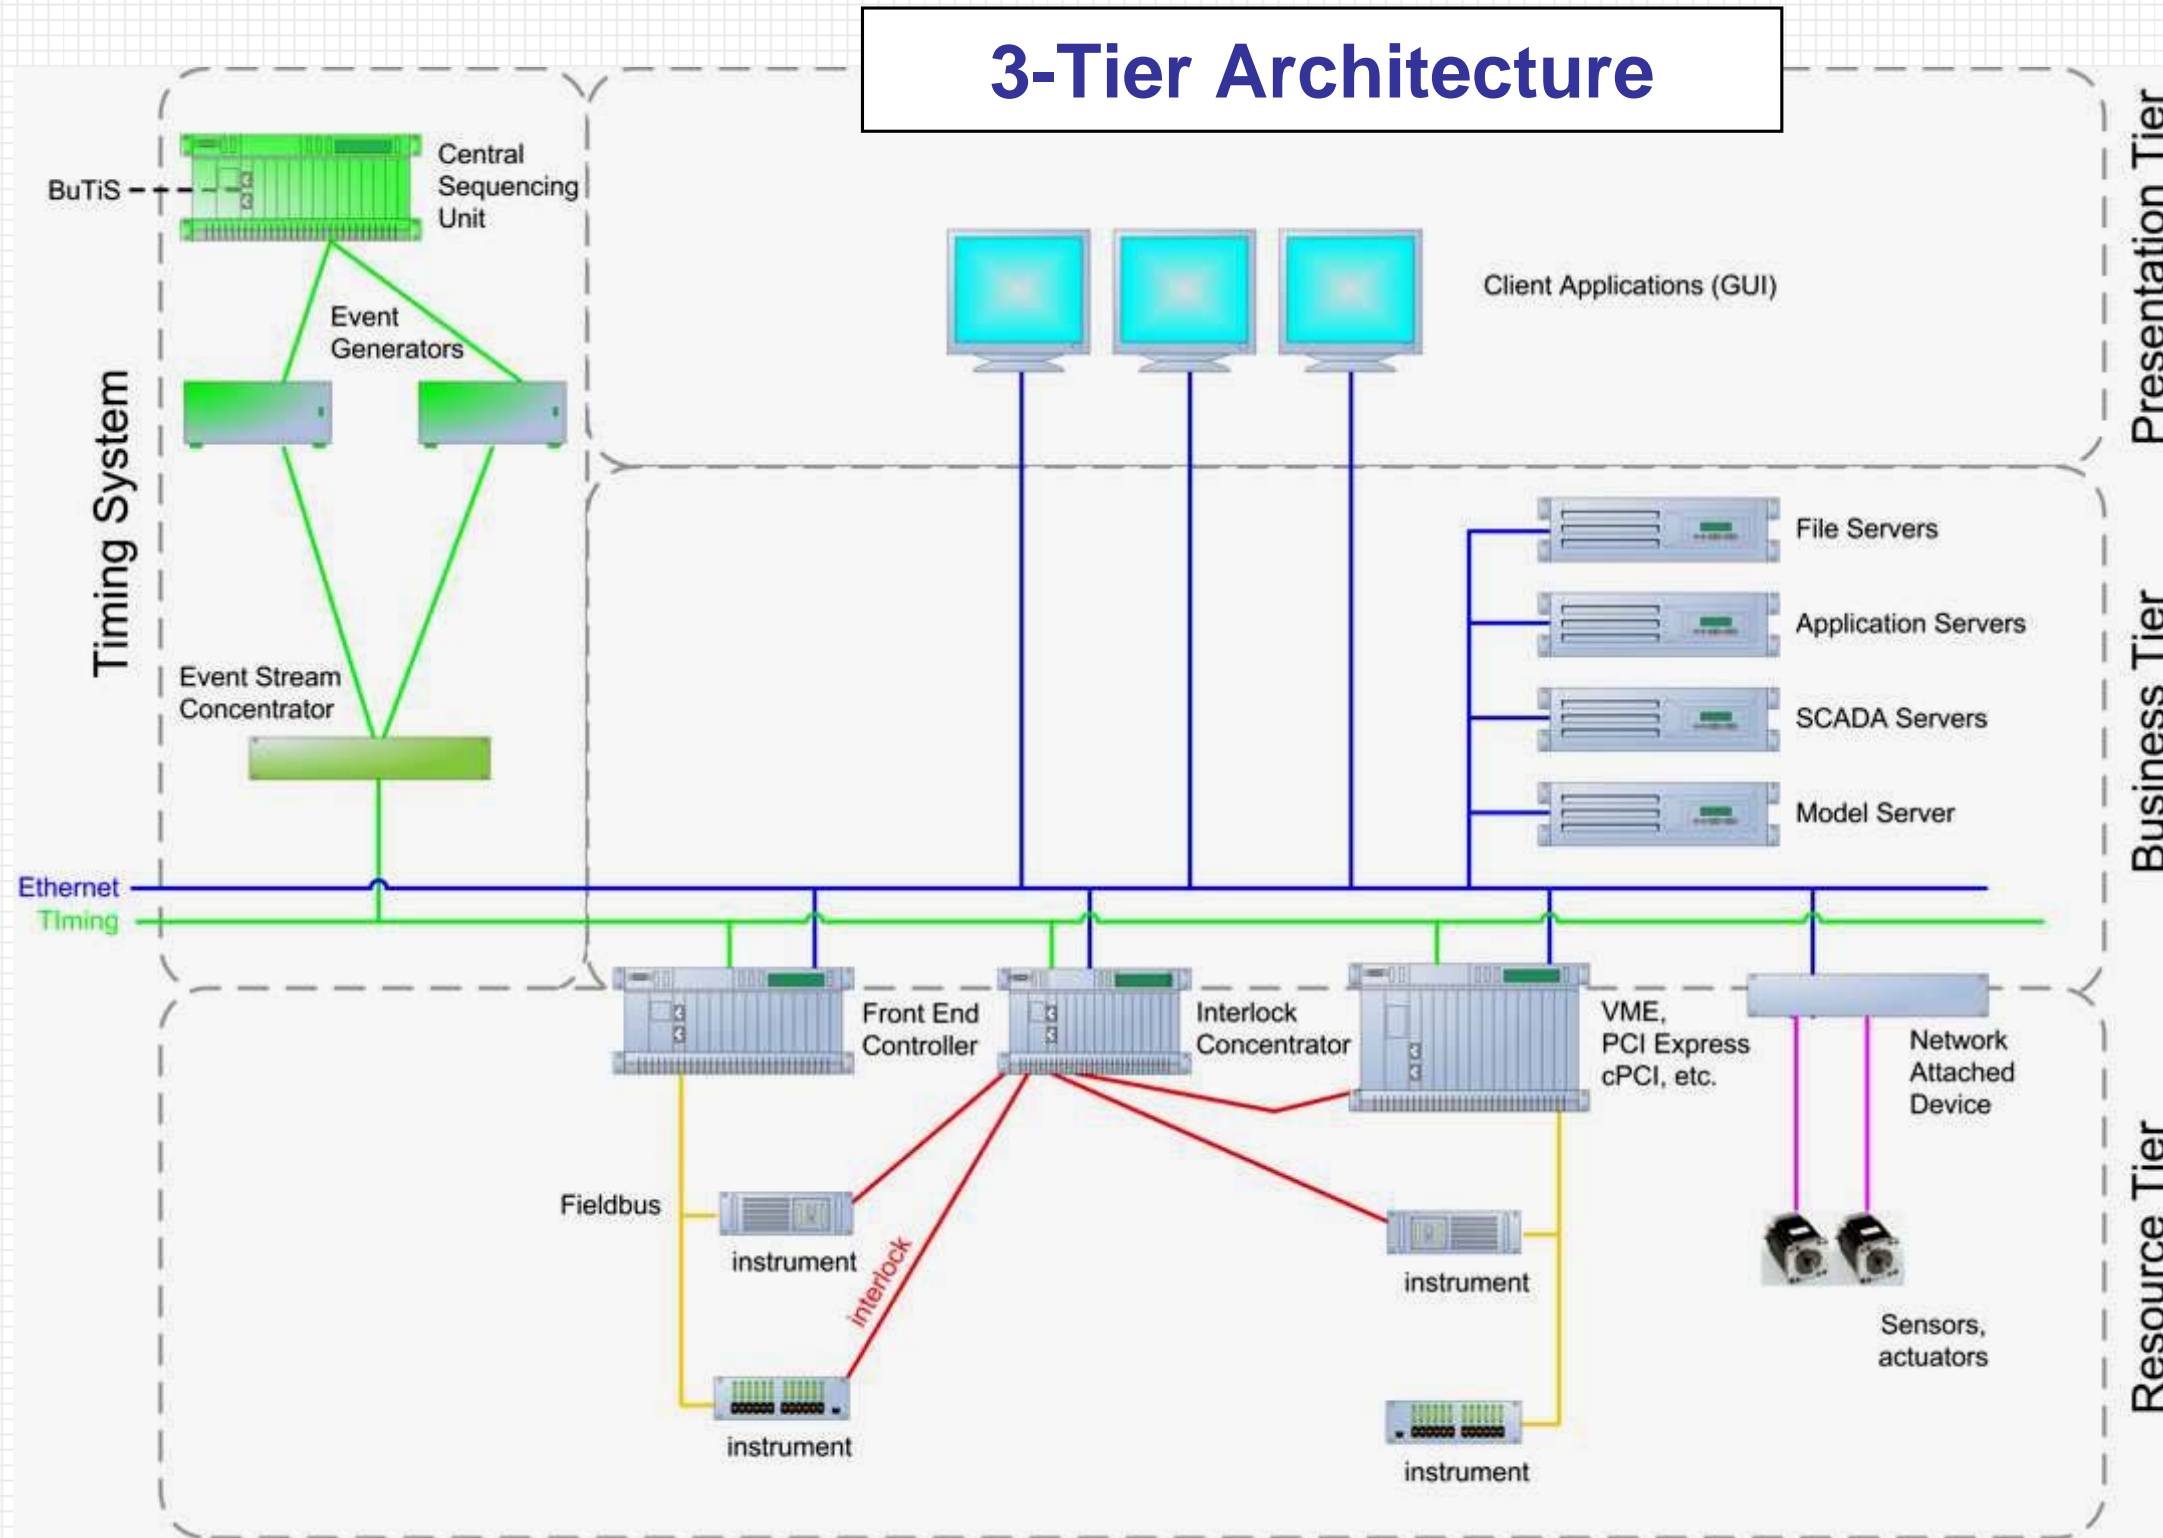 3-Tier Architecture
BuTiS
Central
Sequencing
Unit
Event
Generators
Timing System
Event Stream
Concentrator
Client Applications (GUI)
Presentation Tier
File Servers
Application Servers
SCADA Servers
Model Server
Business Tier
Ethernet
TIming
Front End
Controller
Interlock
Concentrator
VME,
PCI Express
cPCI, etc.
Network
Attached
Device
Fieldbus
instrument
interlock
instrument
instrument
instrument
Sensors,
actuators
Resource Tier